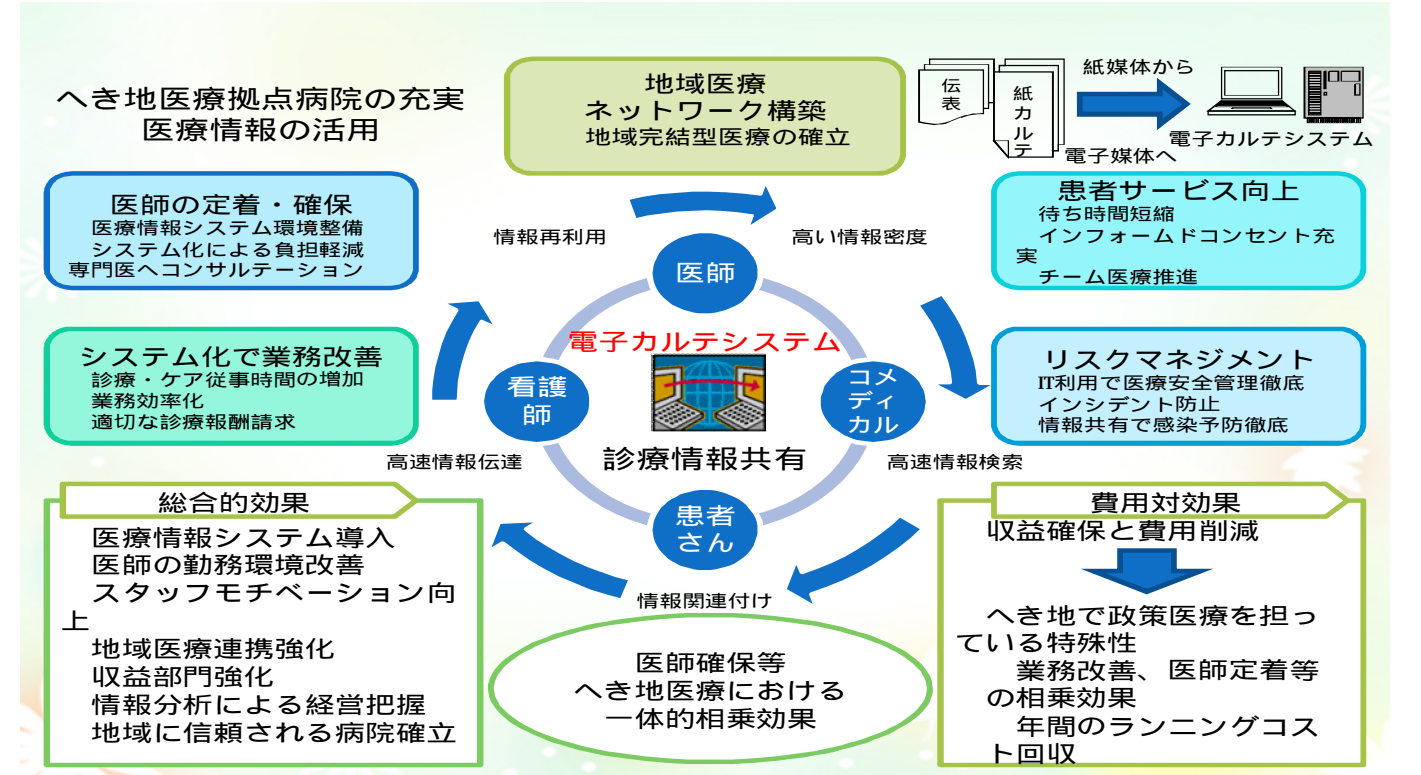 へき地医療拠点病院の充実
医療情報の活用
地域医療
ネットワーク構築
地域完結型医療の確立
伝
表
紙
カ
ル
テ
紙媒体から
電子媒体へ
電子カルテシステム
医師の定着・確保
医療情報システム環境整備
システム化による負担軽減
専門医へコンサルテーション
患者サービス向上
待ち時間短縮
インフォームドコンセント充
実
チーム医療推進
情報再利用
高い情報密度
医師
電子カルテシステム
看護
師
コメ
ディ
カル
診療情報共有
患者
さん
システム化で業務改善
診療・ケア従事時間の増加
業務効率化
適切な診療報酬請求
リスクマネジメント
IT利用で医療安全管理徹底
インシデント防止
情報共有で感染予防徹底
高速情報伝達
高速情報検索
情報関連付け
総合的効果
医療情報システム導入
医師の勤務環境改善
スタッフモチベーション向
上
地域医療連携強化
収益部門強化
情報分析による経営把握
地域に信頼される病院確立
医師確保等
へき地医療における
一体的相乗効果
費用対効果
収益確保と費用削減
へき地で政策医療を担っ
ている特殊性
業務改善、医師定着等
の相乗効果
年間のランニングコス
ト回収